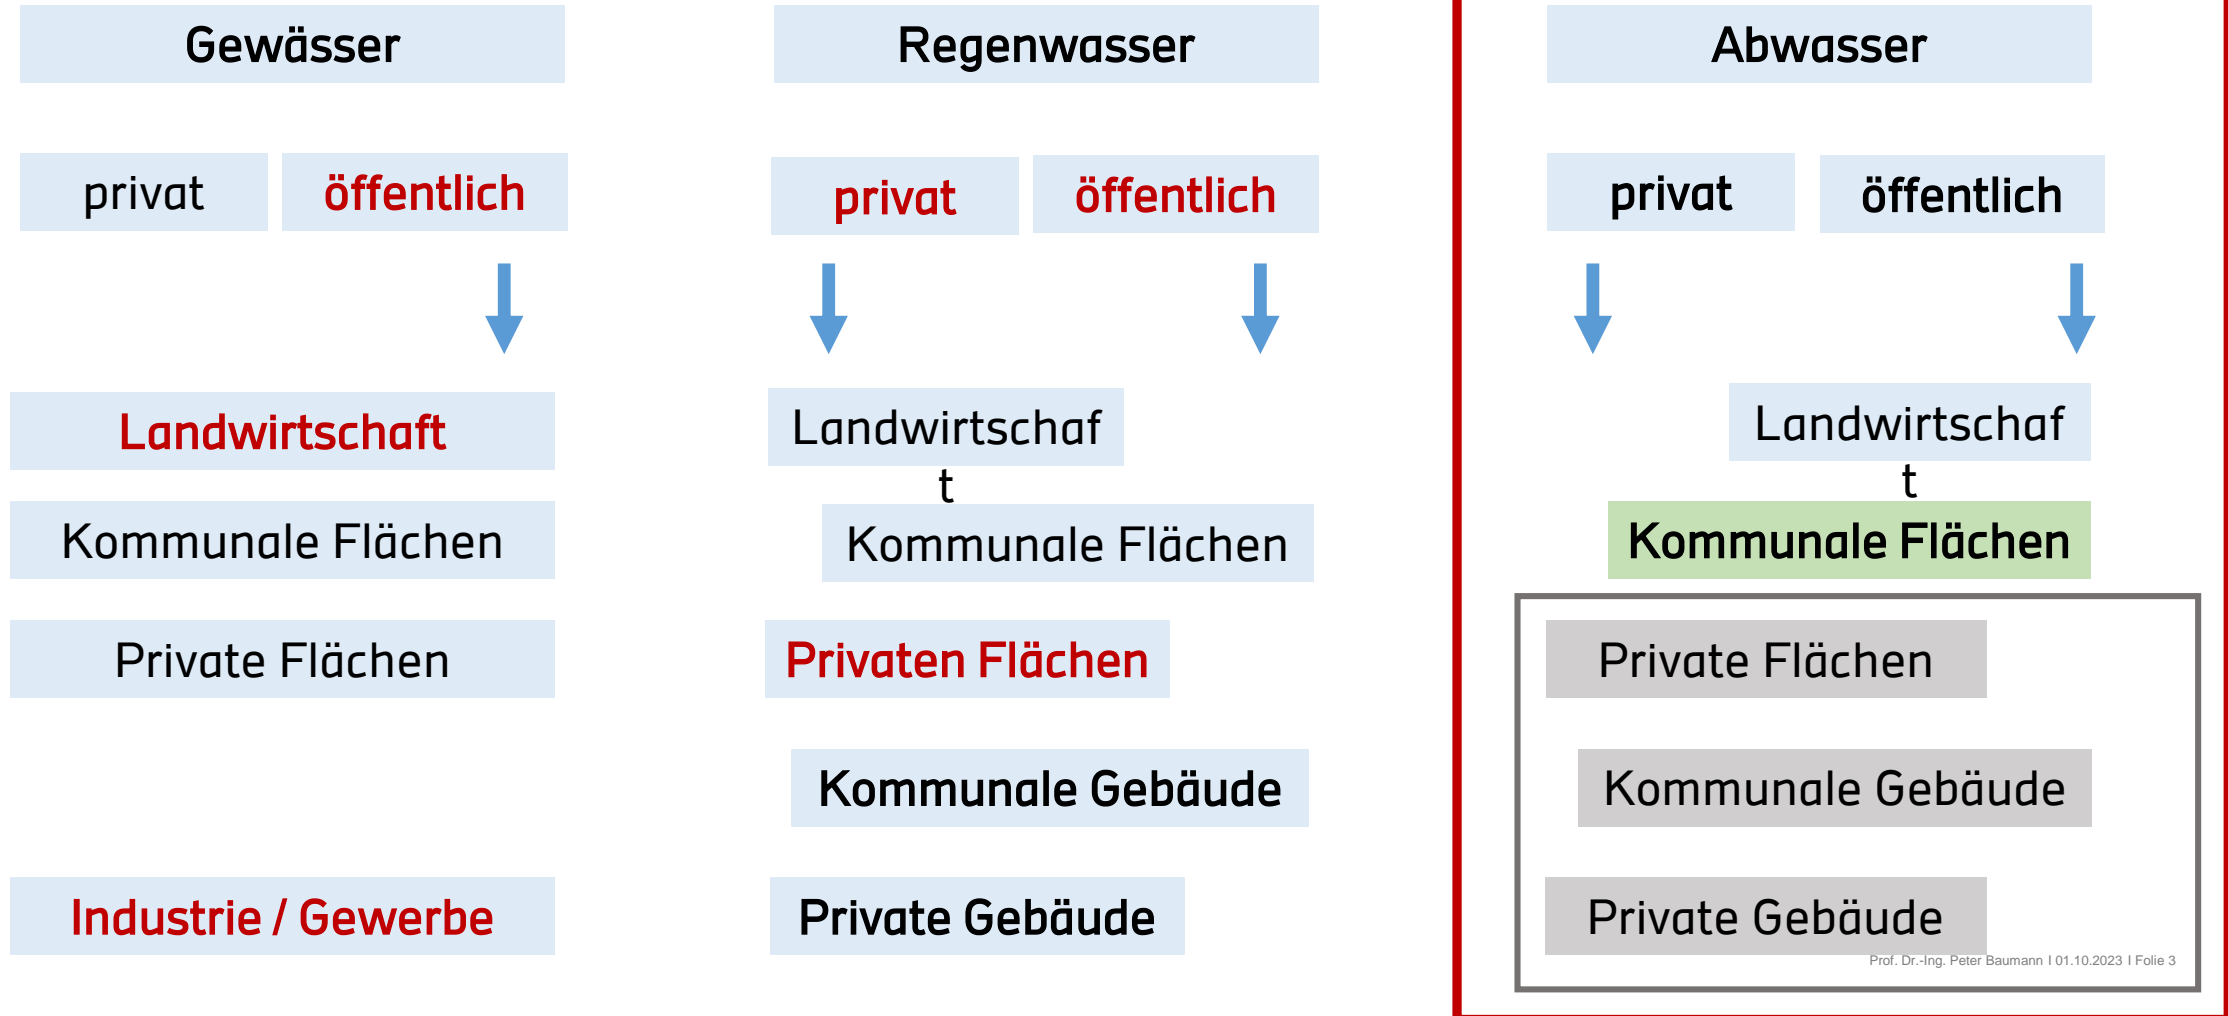 Gewässer
Regenwasser
Abwasser
privat
öffentlich
privat
öffentlich
privat
öffentlich
Landwirtschaft
Kommunale Flächen
Private Flächen
Industrie / Gewerbe
Landwirtschaf
t
Kommunale Flächen
Privaten Flächen
Kommunale Gebäude
Private Gebäude
Landwirtschaf
t
Kommunale Flächen
Private Flächen
Kommunale Gebäude
Private Gebäude
Prof. Dr.-Ing. Peter Baumann I 01.10.2023 I Folie 3